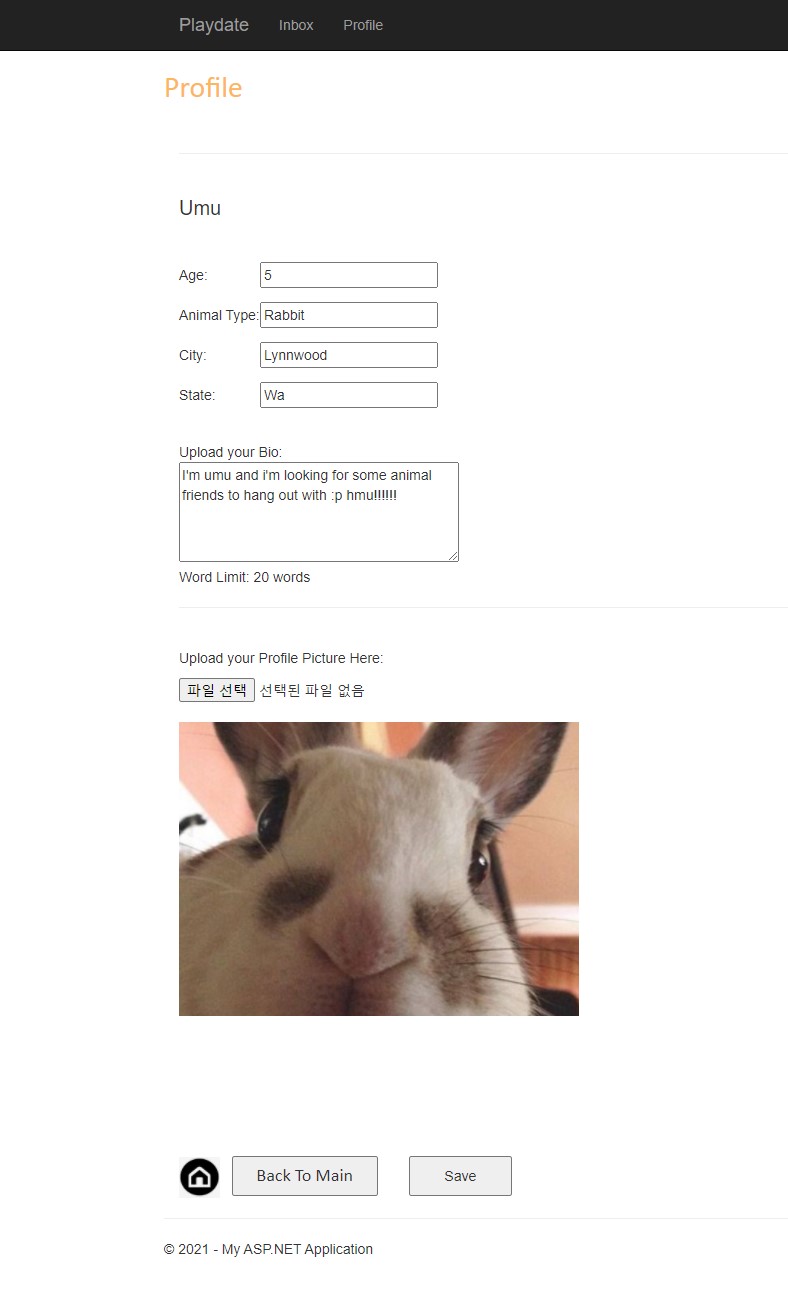 Playdate Inbox Profile
Profile
Umu
Age: 5
Animal Type: Rabbit
City: Lynnwood
State: Wa
Upload your Bio:
I'm umu and i'm looking for some animal
friends to hang out with :p hmu!!!!!!
Word Limit: 20 words
Upload your Profile Picture Here:
파일 선택 선택된 파일 없음
Back To Main Save
© 2021 - My ASP.NET Application